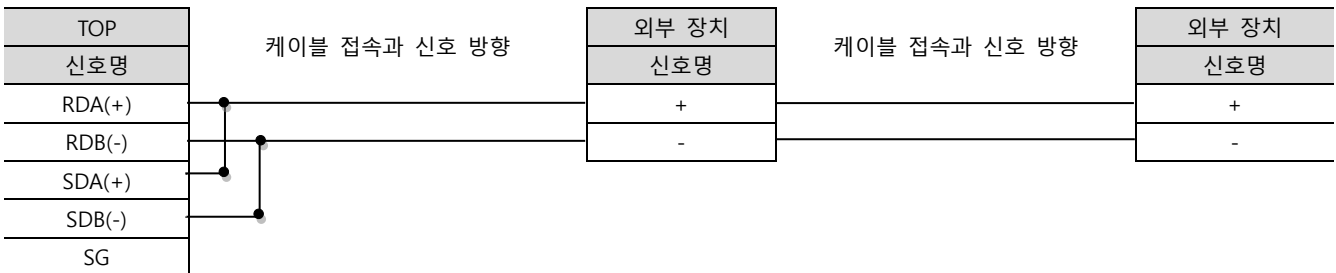 TOP
신호명
RDA(+)
RDB(-)
SDA(+)
SDB(-)
SG
케이블 접속과 신호 방향
외부 장치
신호명
+
-
케이블 접속과 신호 방향
외부 장치
신호명
+
-